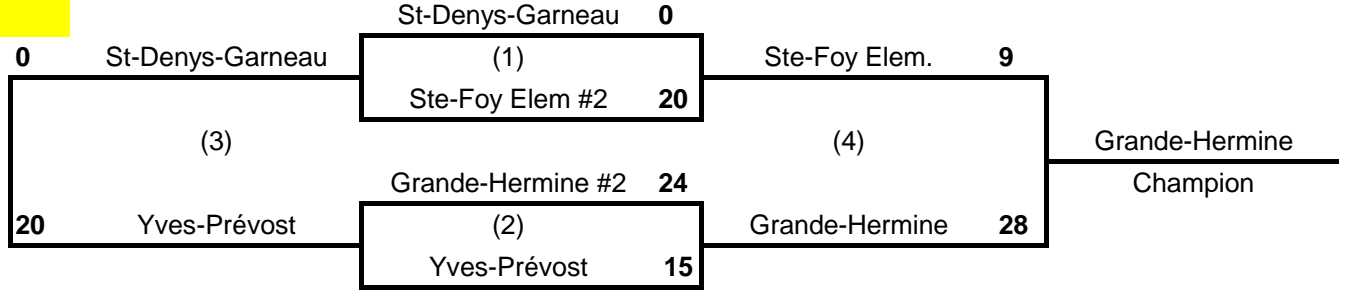 St-Denys-Garneau 0
0 St-Denys-Garneau (1) Ste-Foy Elem. 9
Ste-Foy Elem #2 20
(3) (4) Grande-Hermine
Grande-Hermine #2 24 Champion
20 Yves-Prévost (2) Grande-Hermine 28
Yves-Prévost 15